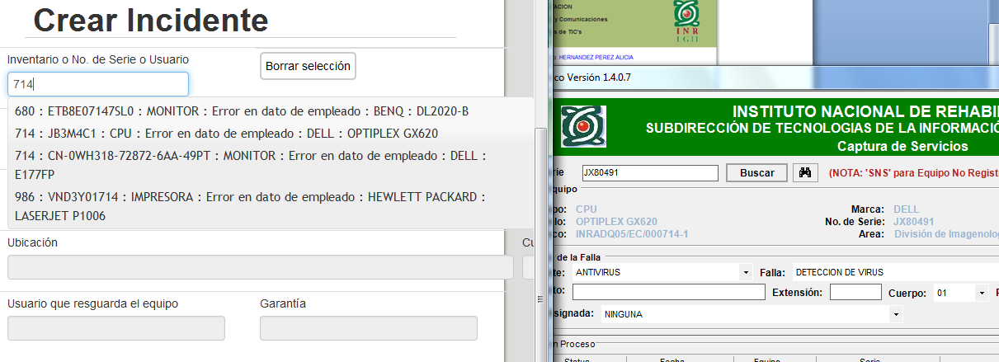 Crear Incidente
Inventario o No. de Serie o Usuario
Borrar selección
714
680 : ETB8E07147SL0 : MONITOR : Error en dato de empleado : BENQ : DL2020-B
714 : JB3M4C1 : CPU : Error en dato de empleado : DELL : OPTIPLEX GX620
714 : CN-0WH318-72872-6AA-49PT : MONITOR : Error en dato de empleado : DELL :
E177FP
986 : VND3Y01714 : IMPRESORA : Error en dato de empleado : HEWLETT PACKARD :
LASERJET P1006
Ubicación
Cu
Usuario que resguarda el equipo
Garantía
ACION
y Comunicaciones
s de TIC's
INR
LGII
o: HERNANDEZ PEREZ ALICIA
co Versión 1.4.0.7
INSTITUTO NACIONAL DE REHABI
SUBDIRECCIÓN DE TECNOLOGIAS DE LA INFORMACIÓ
Captura de Servicios
rie JX80491 Buscar (NOTA: 'SNS' para Equipo No Regist
quipo
po: CPU Marca: DELL
lo: OPTIPLEX GX620 No. de Serie: JX80491
co: INRADQ05/EC/000714-1 Area: División de Imagenolo
de la Falla
te: ANTIVIRUS Falla: DETECCION DE VIRUS
to: Extensión: Cuerpo: 01
signada: NINGUNA
n Proceso
Status Fecha Equipo Serie